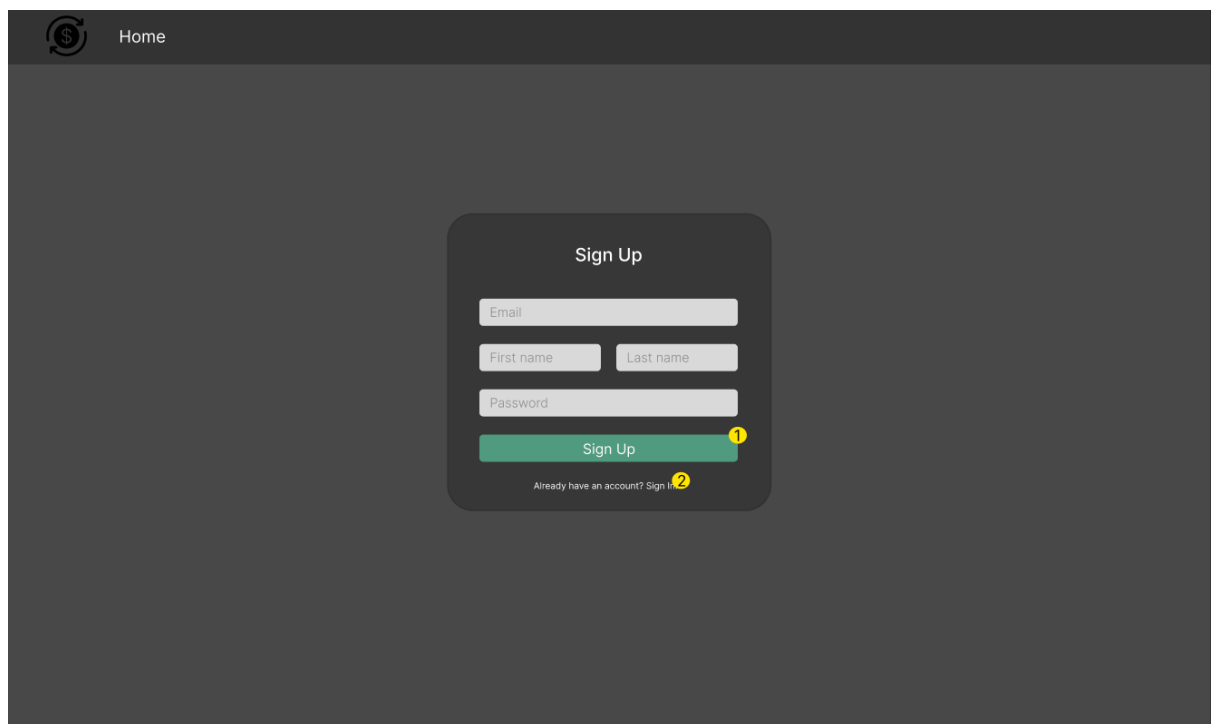 $ Home
Sign Up
Email
First name Last name
Password
Sign Up 1
Already have an account? Sign In 2